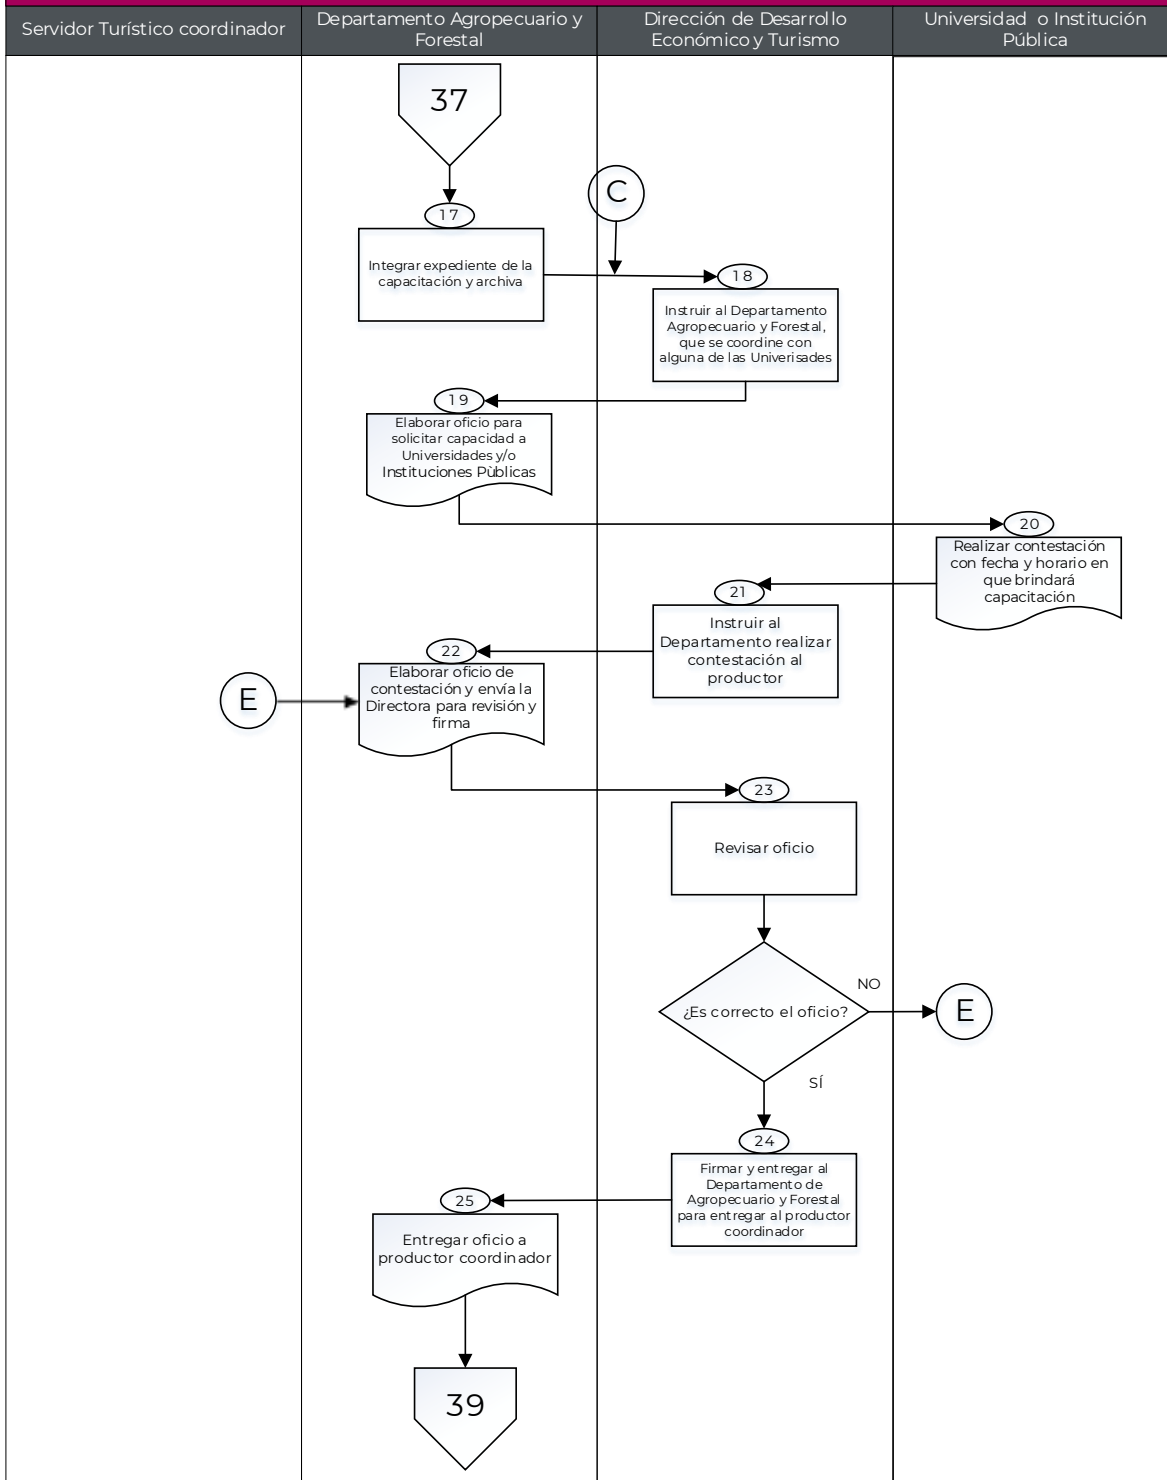 Servidor Turístico coordinador
Departamento Agropecuario y
Forestal
Dirección de Desarrollo
Económico y Turismo
Universidad o Institución
Pública
37
C
17
Integrar expediente de la
capacitación y archiva
18
Instruir al Departamento
Agropecuario y Forestal,
que se coordine con
alguna de las Univerisades
19
Elaborar oficio para
solicitar capacidad a
Universidades y/o
Instituciones Pùblicas
20
Realizar contestación
con fecha y horario en
que brindará
capacitación
21
Instruir al
Departamento realizar
contestación al
productor
22
Elaborar oficio de
contestación y envía la
Directora para revisión y
firma
E
23
Revisar oficio
¿Es correcto el oficio?
NO
E
SÍ
24
Firmar y entregar al
Departamento de
Agropecuario y Forestal
para entregar al productor
coordinador
25
Entregar oficio a
productor coordinador
39